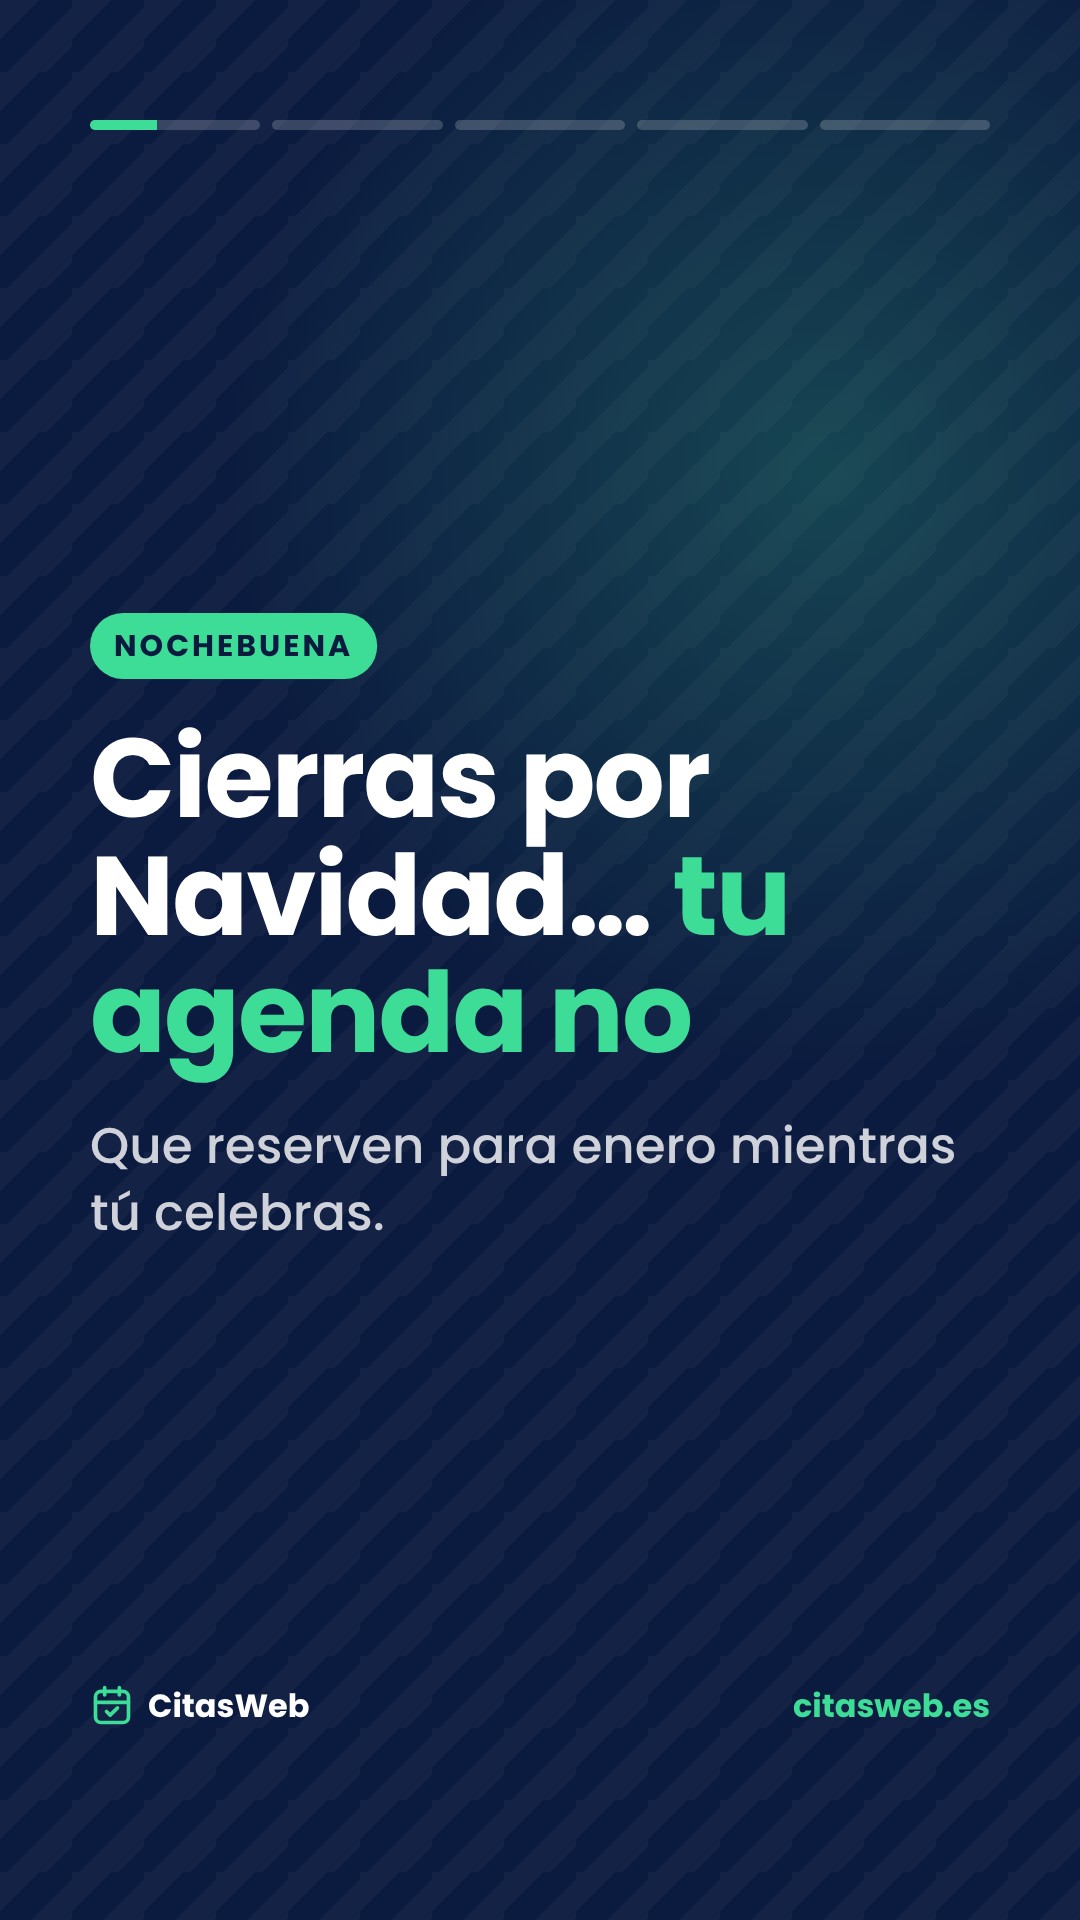 NOCHEBUENA
Cierras por
Navidad... tu
agenda no
Que reserven para enero mientras
tú celebras.
CitasWeb
citasweb.es